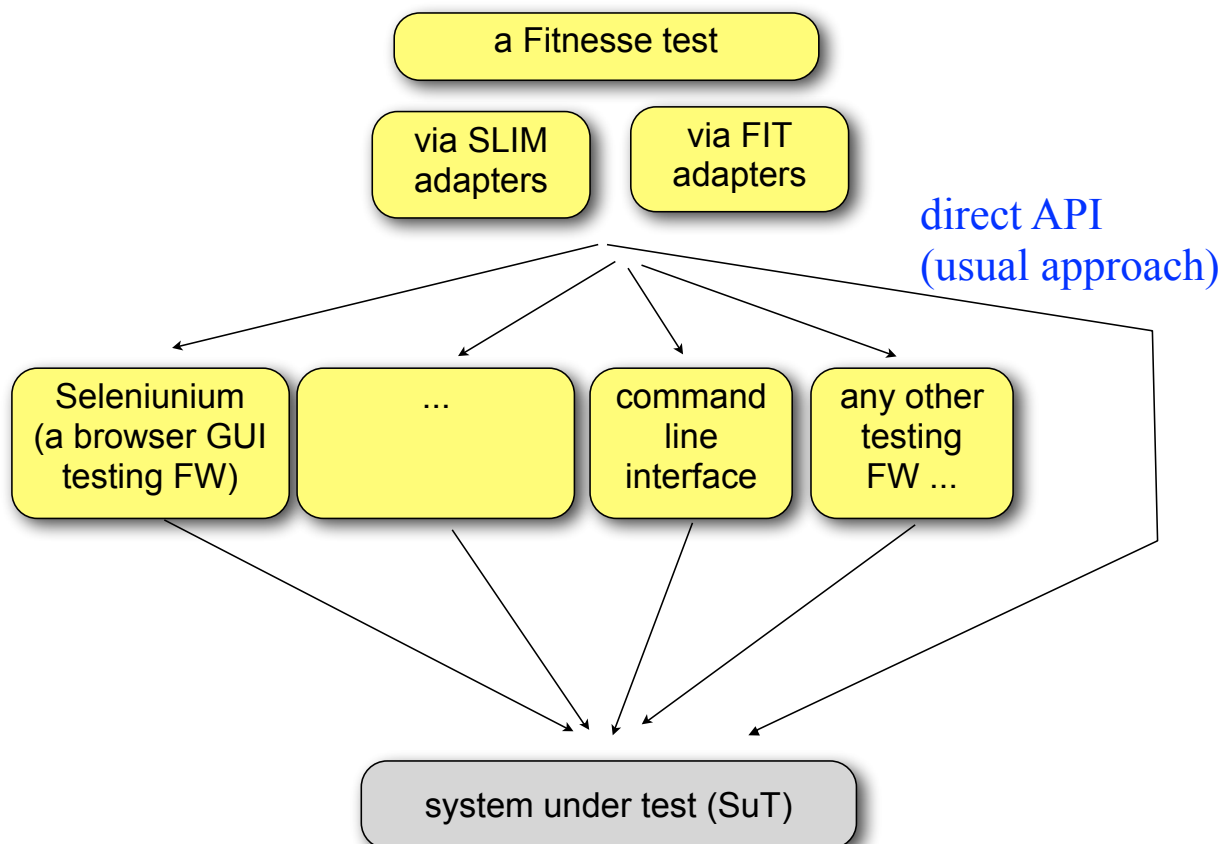 a Fitnesse test
via SLIM
adapters
via FIT
adapters
direct API
(usual approach)
Seleniunium
(a browser GUI
testing FW)
...
command
line
interface
any other
testing
FW ...
system under test (SuT)